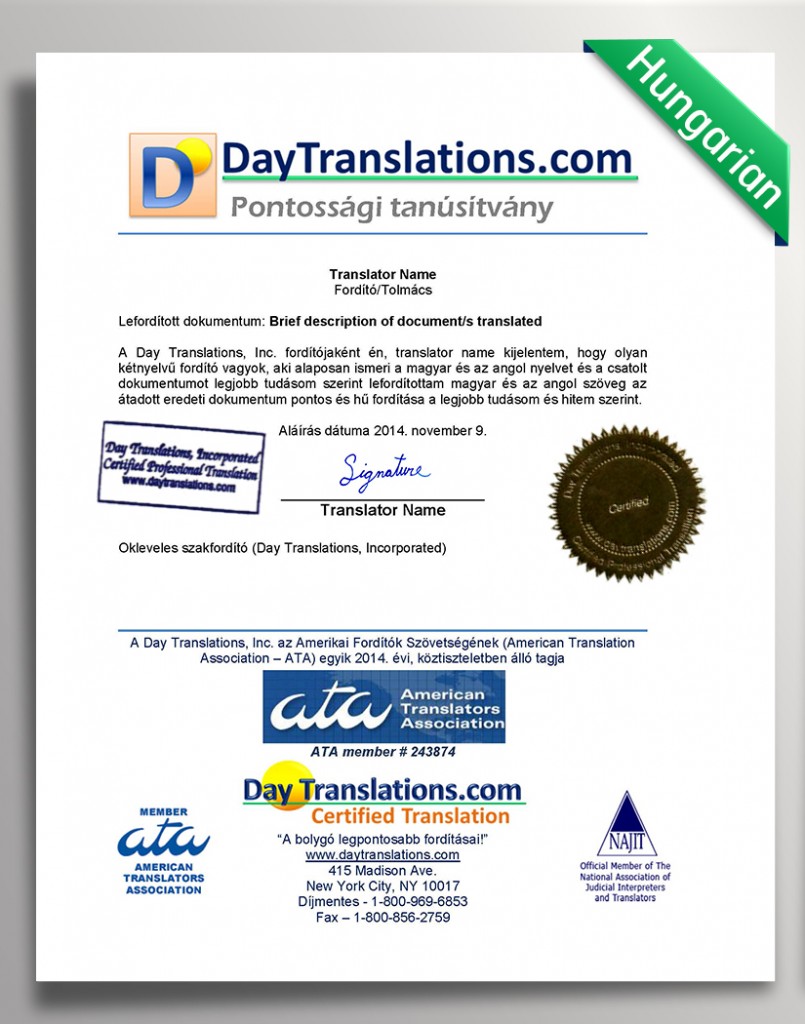 Hungarian
D
DayTranslations.com
Pontossági tanúsítvány
Translator Name
Fordító/Tolmács
Lefordított dokumentum: Brief description of document/s translated
A Day Translations, Inc. fordítójaként én, translator name kijelentem, hogy olyan
kétnyelvű fordító vagyok, aki alaposan ismeri a magyar és az angol nyelvet és a csatolt
dokumentumot legjobb tudásom szerint lefordítottam magyar és az angol szöveg az
átadott eredeti dokumentum pontos és hű fordítása a legjobb tudásom és hitem szerint.
Aláírás dátuma 2014. november 9.
Day Translations, Incorporated
Certified Professional Translation
www.daytranslations.com
Signature
Translator Name
Day Translations Incorporated
Certified
www.daytranslations.com
Certified Professional Translation
Okleveles szakfordító (Day Translations, Incorporated)
A Day Translations, Inc. az Amerikai Fordítók Szövetségének (American Translation
Association – ATA) egyik 2014. évi, köztiszteletben álló tagja
ata American
Translators
Association
ATA member # 243874
Day Translations.com
Certified Translation
"A bolygó legpontosabb fordításai!"
www.daytranslations.com
415 Madison Ave.
New York City, NY 10017
Díjmentes - 1-800-969-6853
Fax – 1-800-856-2759
MEMBER
ata
AMERICAN
TRANSLATORS
ASSOCIATION
NAJIT
Official Member of The
National Association of
Judicial Interpreters
and Translators